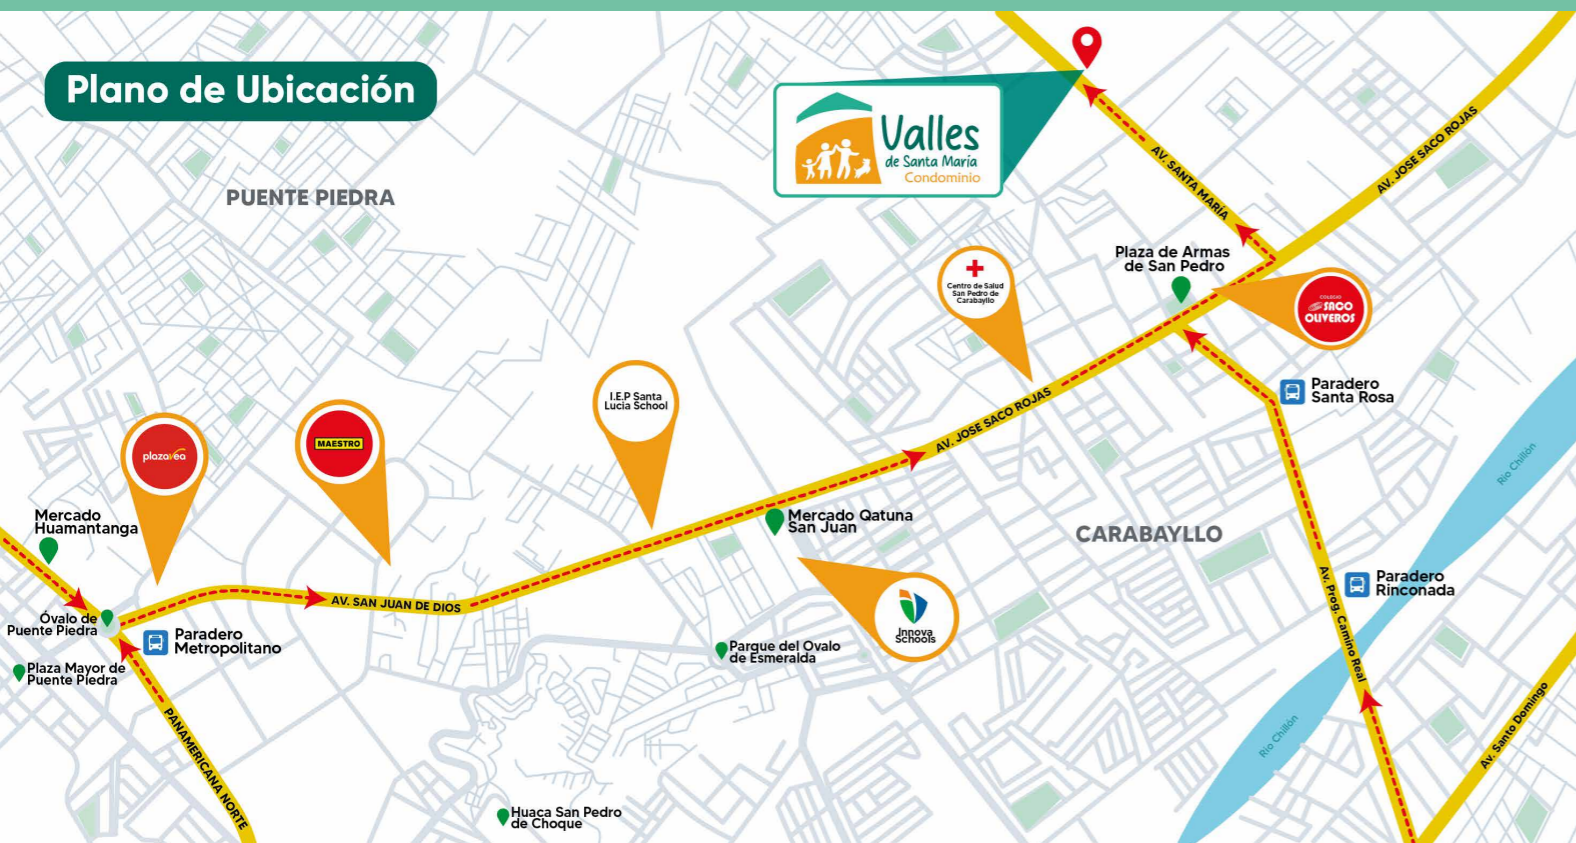 Plano de Ubicación
PUENTE PIEDRA
Valles
de Santa María
Condominio
AV. SANTA MARÍA
AV. JOSE SACO ROJAS
Plaza de Armas
de San Pedro
Centro de Salud
San Pedro de
Carabayllo
COLEGIO
SACO
OLIVEROS
I.E.P Santa
Lucia School
Paradero
Santa Rosa
AV. JOSE SACO ROJAS
MAESTRO
plazavea
Río Chillón
Mercado
Huamantanga
Mercado Qatuna
San Juan
CARABAYLLO
Av. Prog. Camino Real
Paradero
Rinconada
AV. SAN JUAN DE DIOS
Óvalo de
Puente Piedra
Paradero
Metropolitano
Innova
Schools
Plaza Mayor de
Puente Piedra
Parque del Ovalo
de Esmeralda
PANAMERICANA NORTE
Río Chillón
Av. Santo Domingo
Huaca San Pedro
de Choque